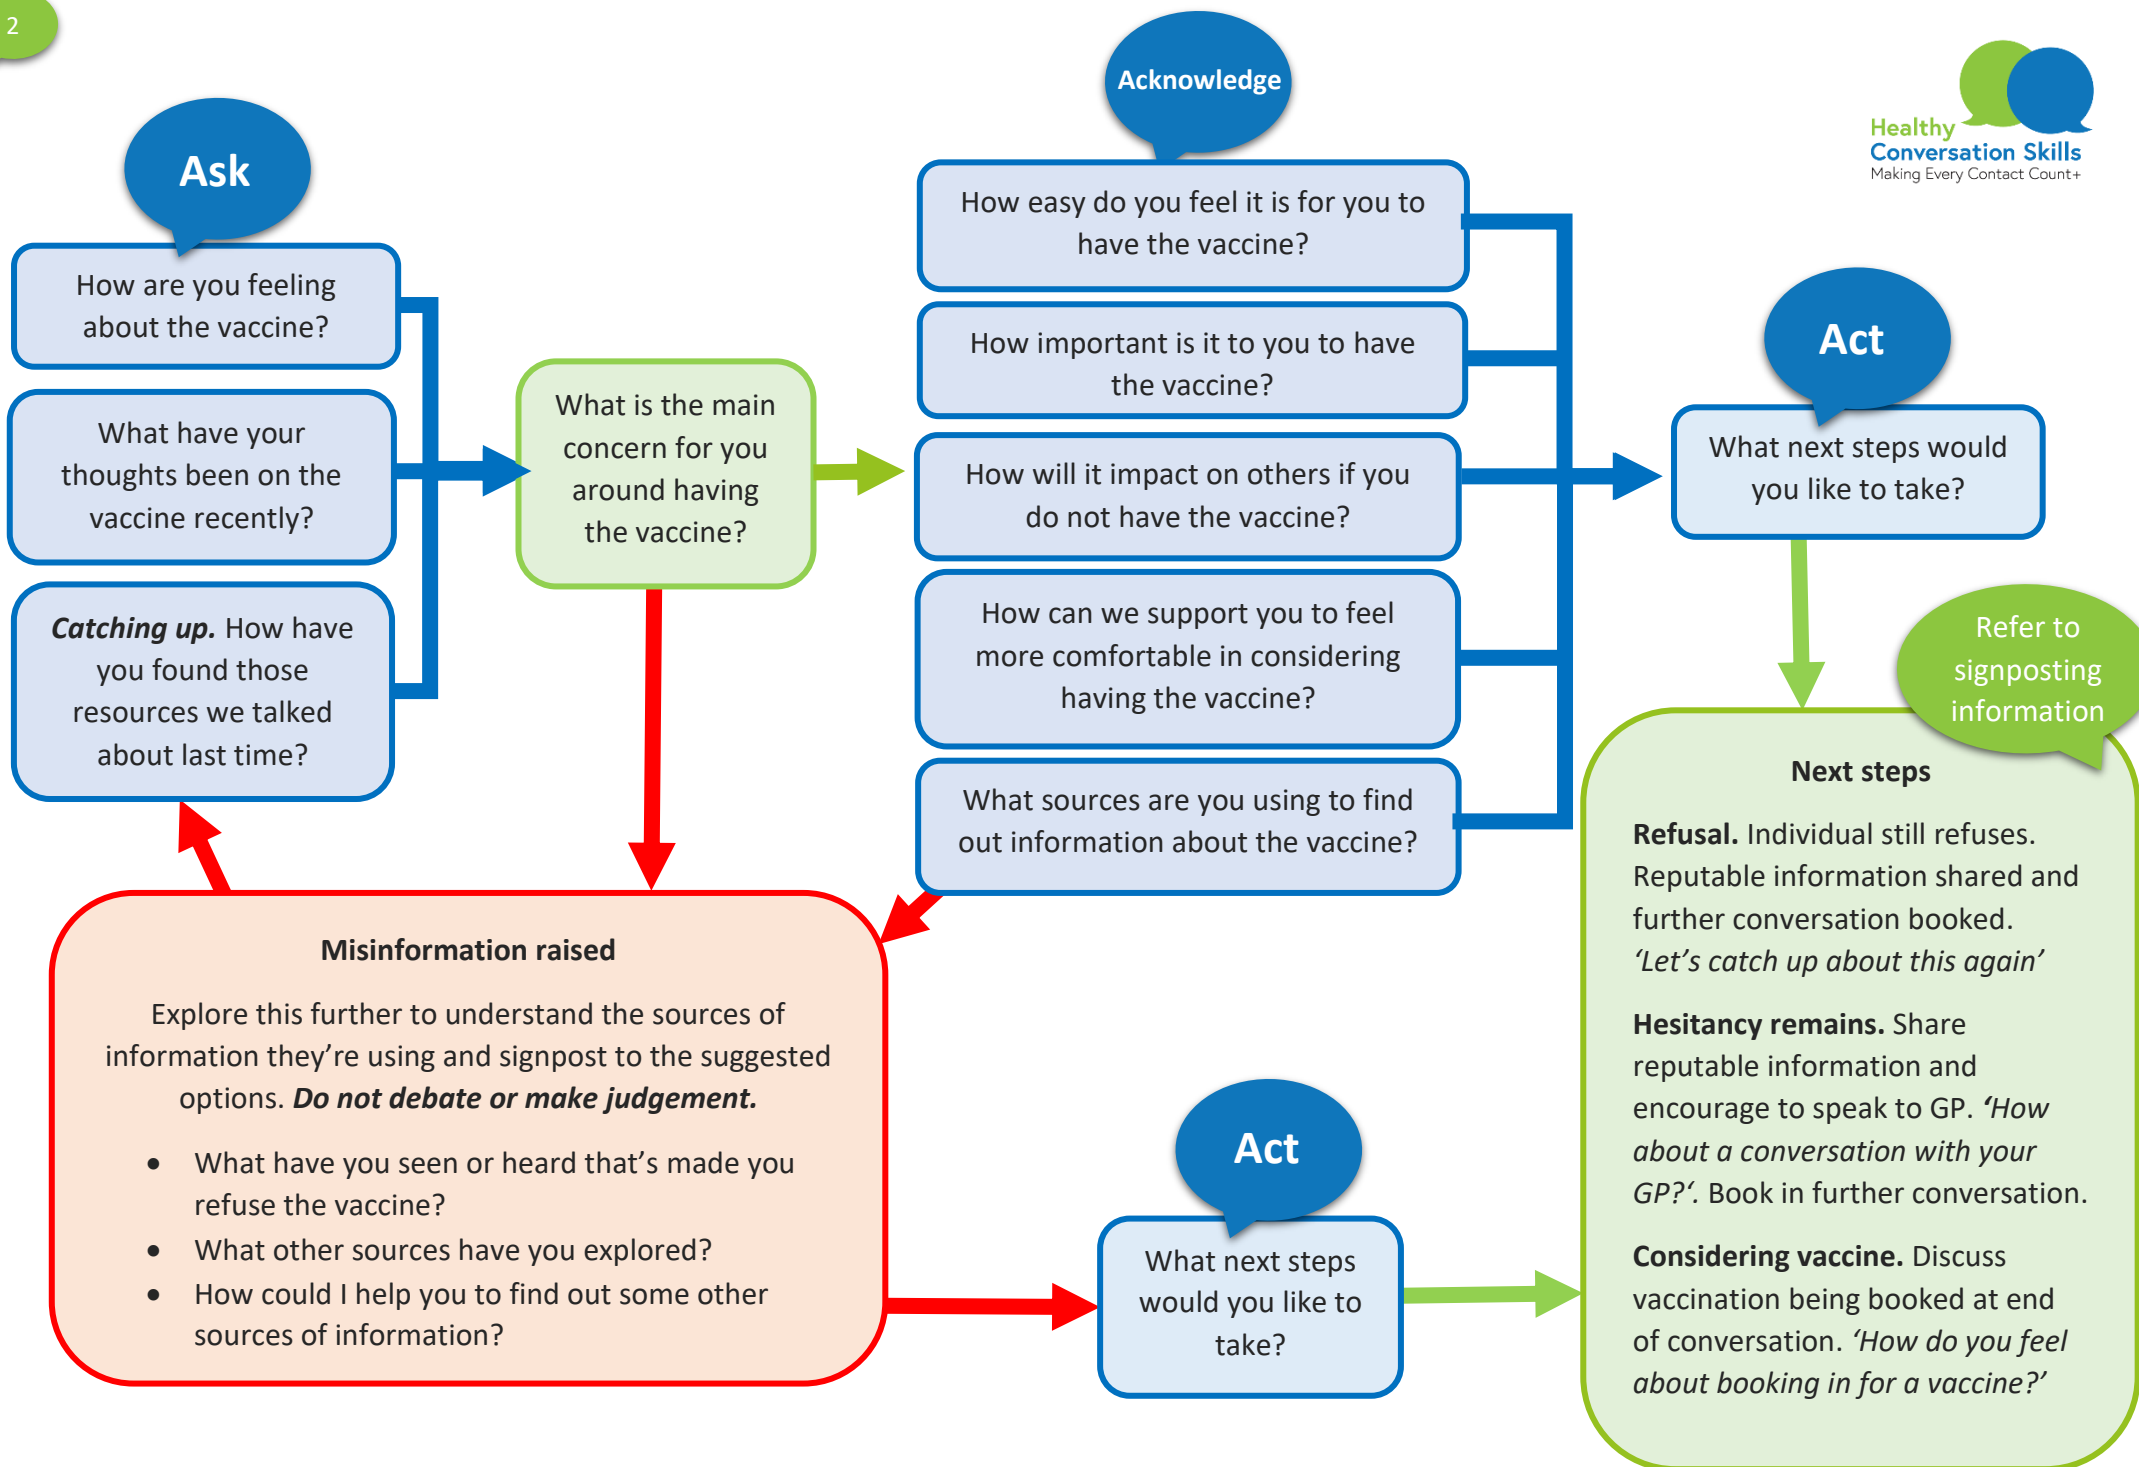 2
Ask
How are you feeling
about the vaccine?
What have your
thoughts been on the
vaccine recently?
Catching up. How have
you found those
resources we talked
about last time?
What is the main
concern for you
around having
the vaccine?
Acknowledge
How easy do you feel it is for you to
have the vaccine?
How important is it to you to have
the vaccine?
How will it impact on others if you
do not have the vaccine?
How can we support you to feel
more comfortable in considering
having the vaccine?
What sources are you using to find
out information about the vaccine?
Healthy
Conversation Skills
Making Every Contact Count+
Act
What next steps would
you like to take?
Refer to
signposting
information
Misinformation raised
Explore this further to understand the sources of
information they’re using and signpost to the suggested
options. Do not debate or make judgement.
• What have you seen or heard that’s made you
refuse the vaccine?
• What other sources have you explored?
• How could I help you to find out some other
sources of information?
Act
What next steps
would you like to
take?
Next steps
Refusal. Individual still refuses.
Reputable information shared and
further conversation booked.
‘Let’s catch up about this again’
Hesitancy remains. Share
reputable information and
encourage to speak to GP. ‘How
about a conversation with your
GP?‘. Book in further conversation.
Considering vaccine. Discuss
vaccination being booked at end
of conversation. ‘How do you feel
about booking in for a vaccine?’